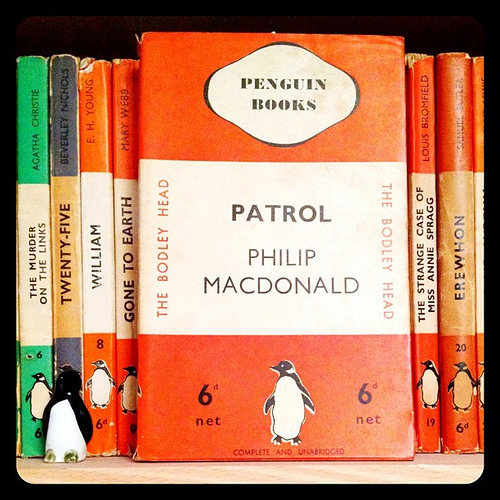 AGATHA CHRISTIE
THE MURDER
ON THE LINKS
6
BEVERLEY NICHOLS
TWENTY-FIVE
E. H. YOUNG
WILLIAM
8
6d
MARY WEBB
GONE TO EARTH
PENGUIN
BOOKS
THE BODLEY HEAD
PATROL
PHILIP
MACDONALD
THE BODLEY HEAD
6d
net
6d
net
COMPLETE AND UNABRIDGED
LOUIS BROMFIELD
THE STRANGE CASE OF
MISS ANNIE SPRAGG
19
EREWHON
20
6d